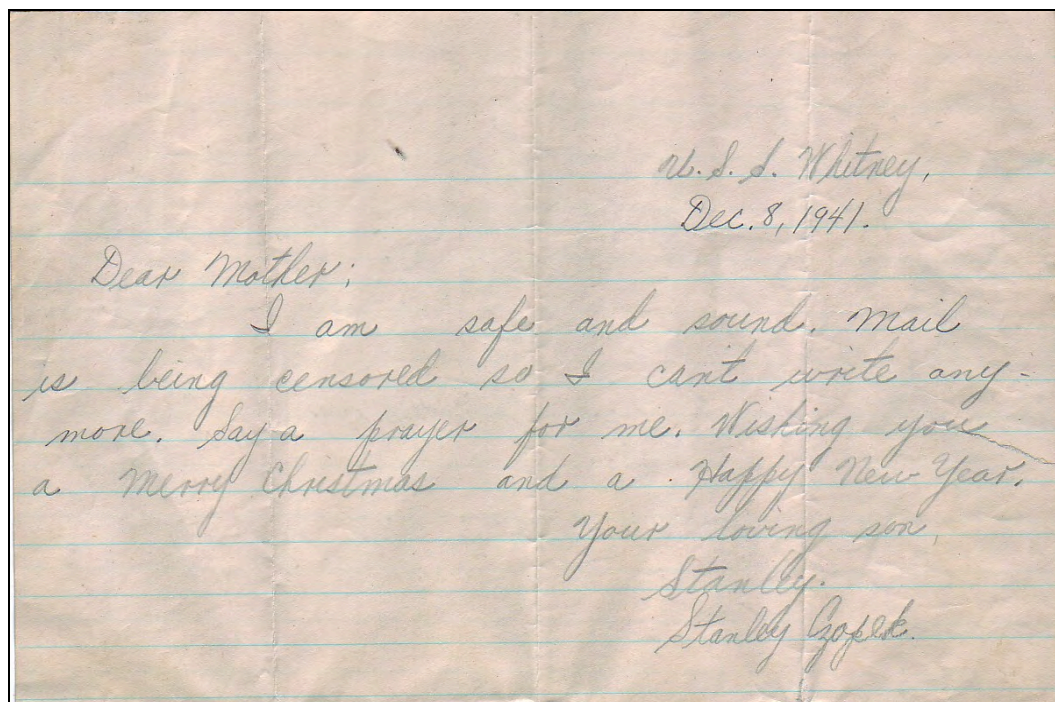 U.S.S. Whitney,
Dec. 8, 1941.
Dear Mother;
I am safe and sound. Mail
is being censored so I cant write any-
more. Say a prayer for me. Wishing you
a Merry Christmas and a Happy New Year.
Your loving son,
Stanley.
Stanley Czopek.